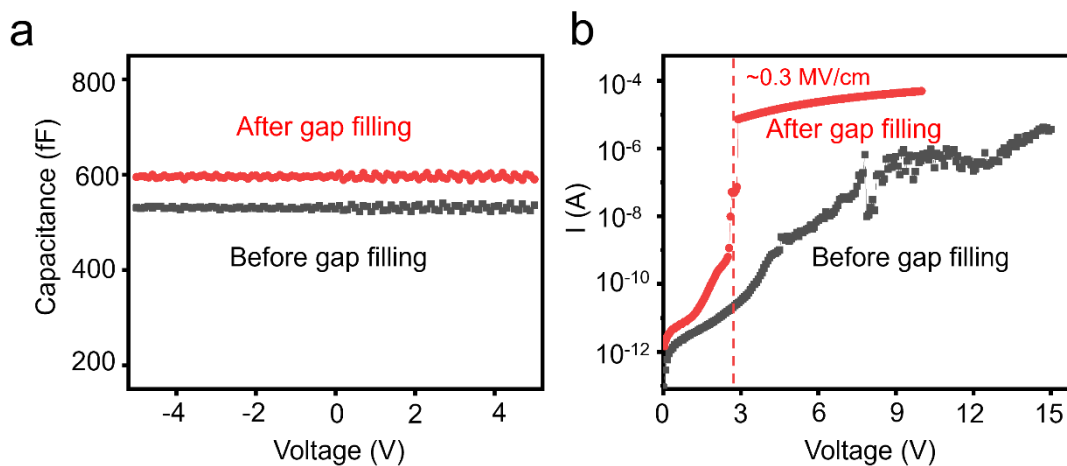 a
800
600
400
200
Capacitance (fF)
After gap filling
Before gap filling
-4
-2
0
2
4
Voltage (V)
b
10⁻⁴
10⁻⁶
10⁻⁸
10⁻¹⁰
10⁻¹²
I (A)
~0.3 MV/cm
After gap filling
Before gap filling
0
3
6
9
12
15
Voltage (V)